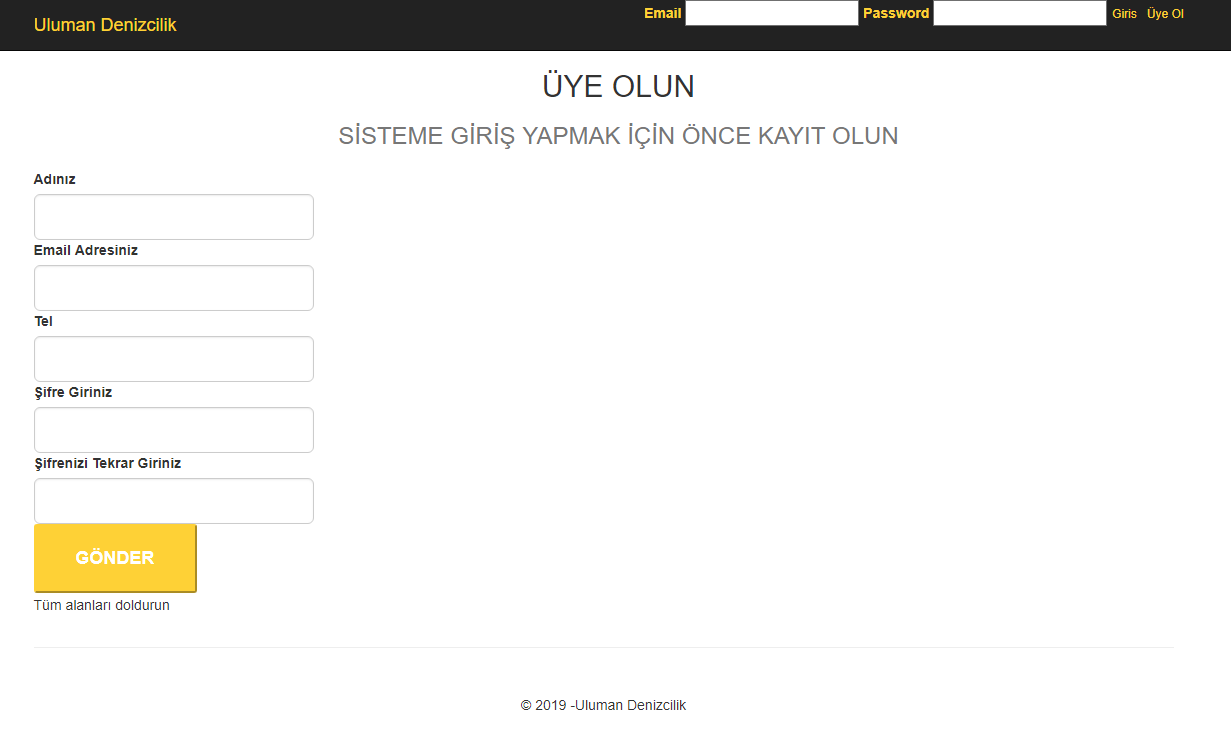 Uluman Denizcilik
Email Password Giris Üye Ol
ÜYE OLUN
SİSTEME GİRİŞ YAPMAK İÇİN ÖNCE KAYIT OLUN
Adınız
Email Adresiniz
Tel
Şifre Giriniz
Şifrenizi Tekrar Giriniz
GÖNDER
Tüm alanları doldurun
© 2019 -Uluman Denizcilik